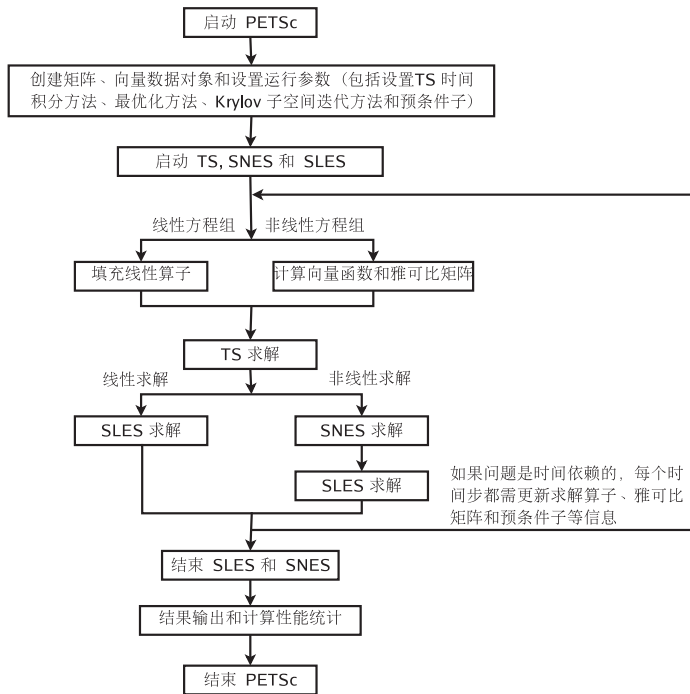 启动 PETSc
创建矩阵、向量数据对象和设置运行参数（包括设置TS 时间
积分方法、最优化方法、Krylov 子空间迭代方法和预条件子）
启动 TS, SNES 和 SLES
线性方程组 非线性方程组
填充线性算子 计算向量函数和雅可比矩阵
TS 求解
线性求解 非线性求解
SLES 求解 SNES 求解
SLES 求解
如果问题是时间依赖的，每个时
间步都需更新求解算子、雅可比
矩阵和预条件子等信息
结束 SLES 和 SNES
结果输出和计算性能统计
结束 PETSc